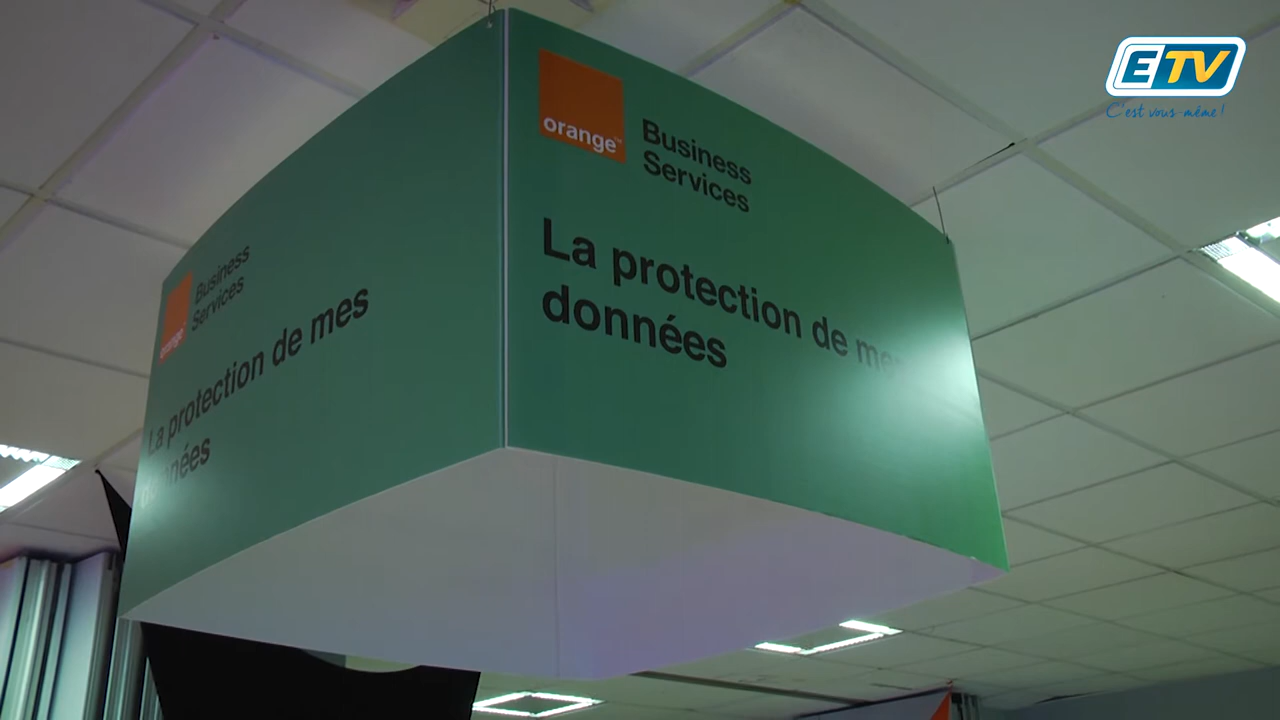 ETV
C'est vous-même!
orange™
Business
Services
La protection de mes
données
orange
Business
Services
La protection de mes
données